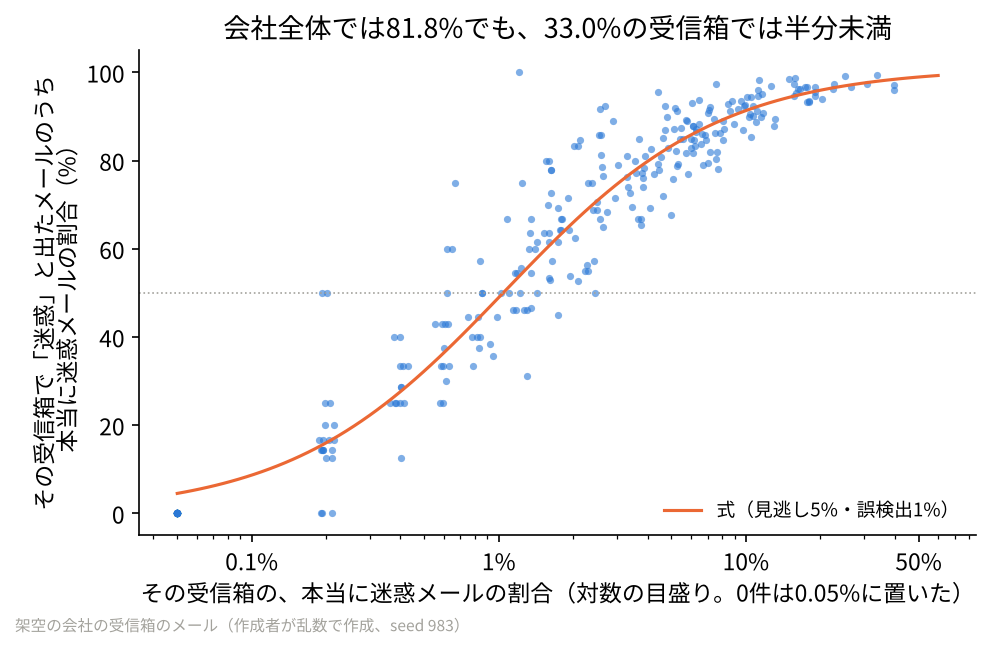 会社全体では81.8%でも、33.0%の受信箱では半分未満
その受信箱で「迷惑」と出たメールのうち
本当に迷惑メールの割合（%）
100
80
60
40
20
0
式（見逃し5%・誤検出1%）
0.1%
1%
10%
50%
その受信箱の、本当に迷惑メールの割合（対数の目盛り。0件は0.05%に置いた）
架空の会社の受信箱のメール（作成者が乱数で作成、seed 983）